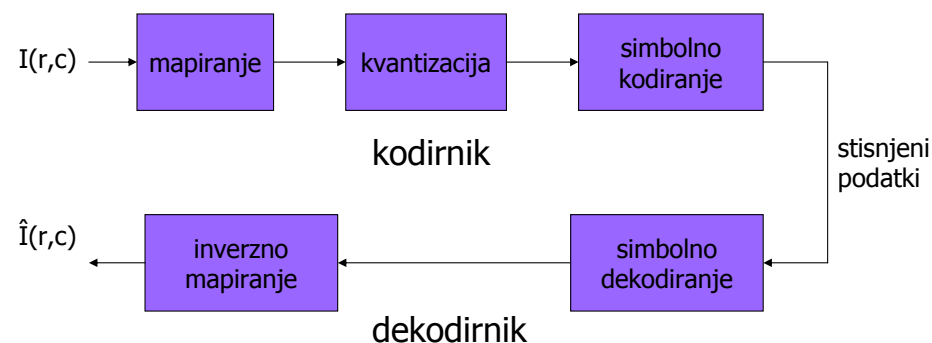 I(r,c)
mapiranje
kvantizacija
simbolno
kodiranje
kodirnik
stisnjeni
podatki
Î(r,c)
inverzno
mapiranje
simbolno
dekodiranje
dekodirnik